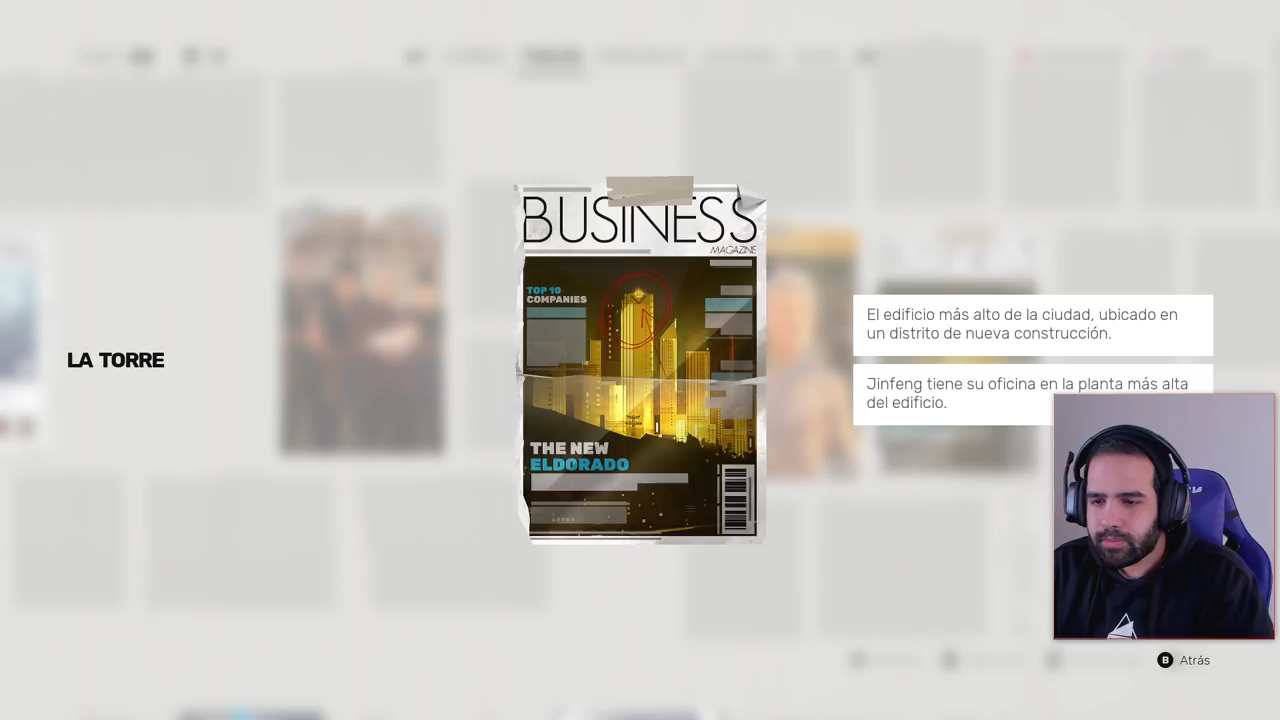 BUSINESS
MAGAZINE
TOP 10
COMPANIES
THE NEW
ELDORADO
LA TORRE
El edificio más alto de la ciudad, ubicado en
un distrito de nueva construcción.
Jinfeng tiene su oficina en la planta más alta
del edificio.
B Atrás